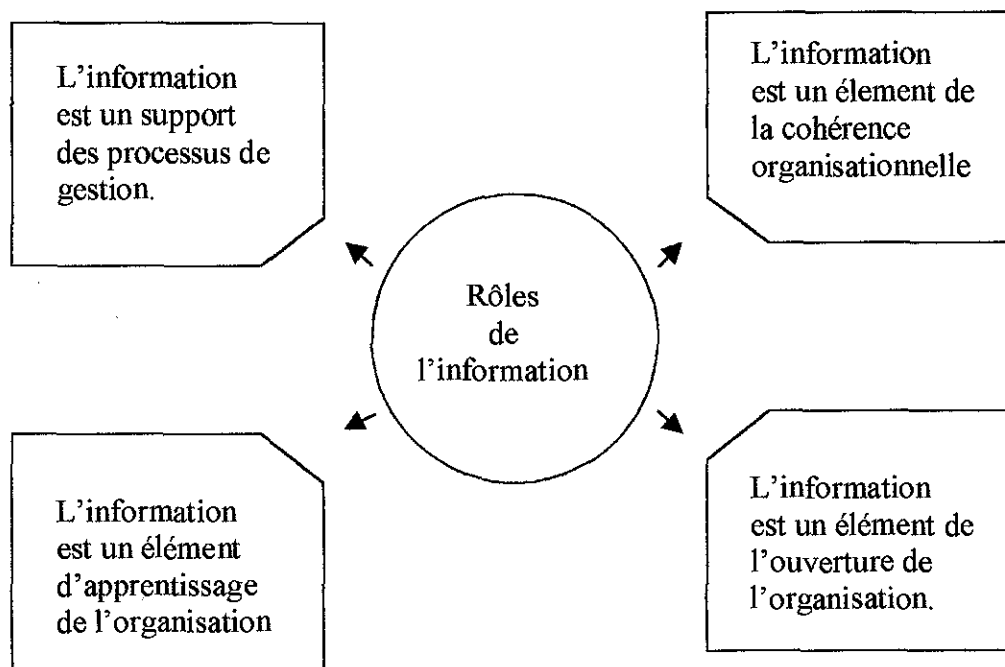 L'information
est un support
des processus de
gestion.
L'information
est un élement de
la cohérence
organisationnelle
Rôles
de
l'information
L'information
est un élément
d'apprentissage
de l'organisation
L'information
est un élément de
l'ouverture de
l'organisation.